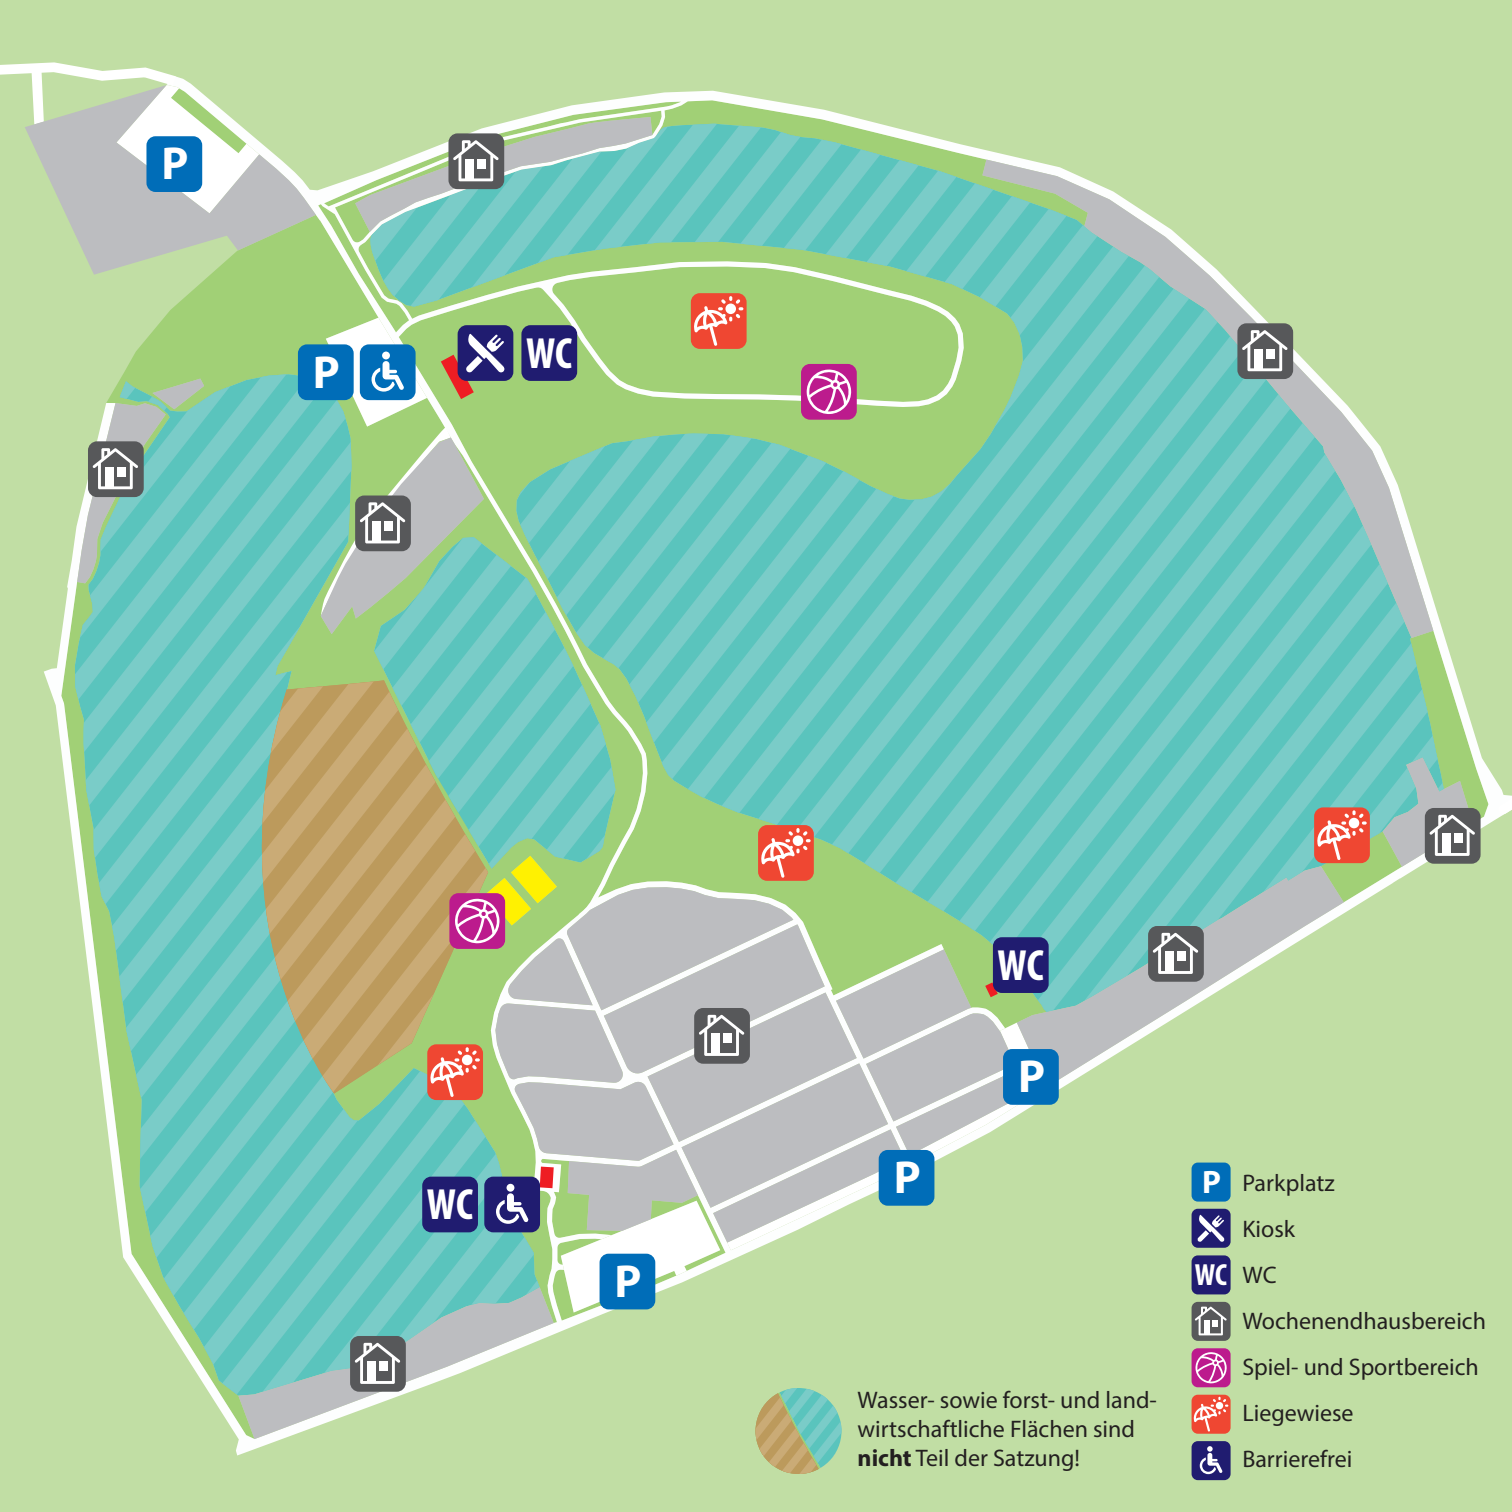 P
P
WC
WC
P
P
WC
P
P Parkplatz
Kiosk
WC WC
Wochenendhausbereich
Spiel- und Sportbereich
Liegewiese
Barrierefrei
Wasser- sowie forst- und land-
wirtschaftliche Flächen sind
nicht Teil der Satzung!